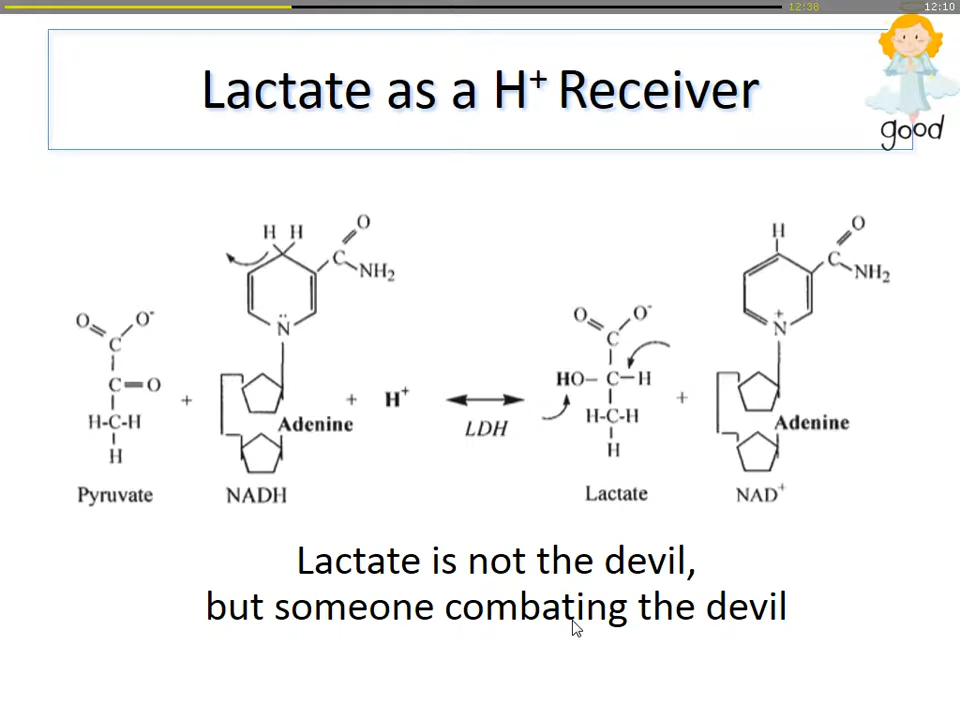 12:38
12:10
Lactate as a H⁺ Receiver
good
H H
O
C
NH₂
N̈
O
O⁻
C
C=O
H-C-H
H
Pyruvate
+
Adenine
NADH
+
H⁺
LDH
O
O⁻
C
HO– C–H
H-C-H
H
Lactate
+
H
O
C
NH₂
N⁺
Adenine
NAD⁺
Lactate is not the devil,
but someone combating the devil